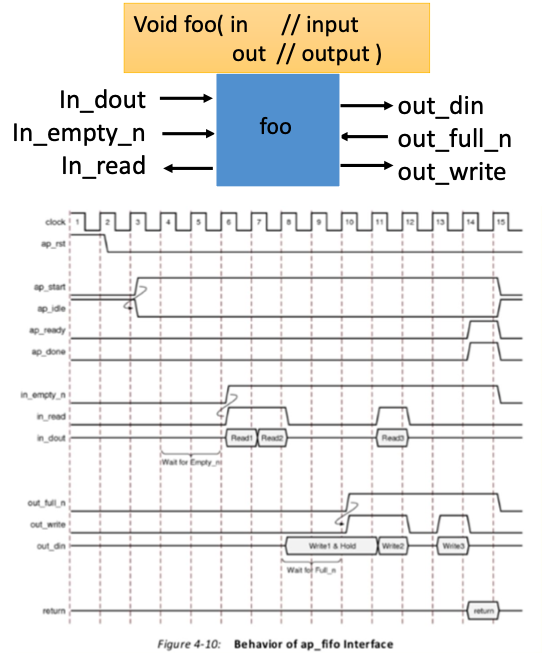 Void foo( in // input
out // output )
In_dout
In_empty_n
In_read
foo
out_din
out_full_n
out_write
clock 1 2 3 4 5 6 7 8 9 10 11 12 13 14 15
ap_rst
ap_start
ap_idle
ap_ready
ap_done
in_empty_n
in_read
in_dout Read1 Read2 Read3
Wait for Empty_n
out_full_n
out_write
out_din Write1 & Hold Write2 Write3
Wait for Full_n
return return
Figure 4-10: Behavior of ap_fifo Interface